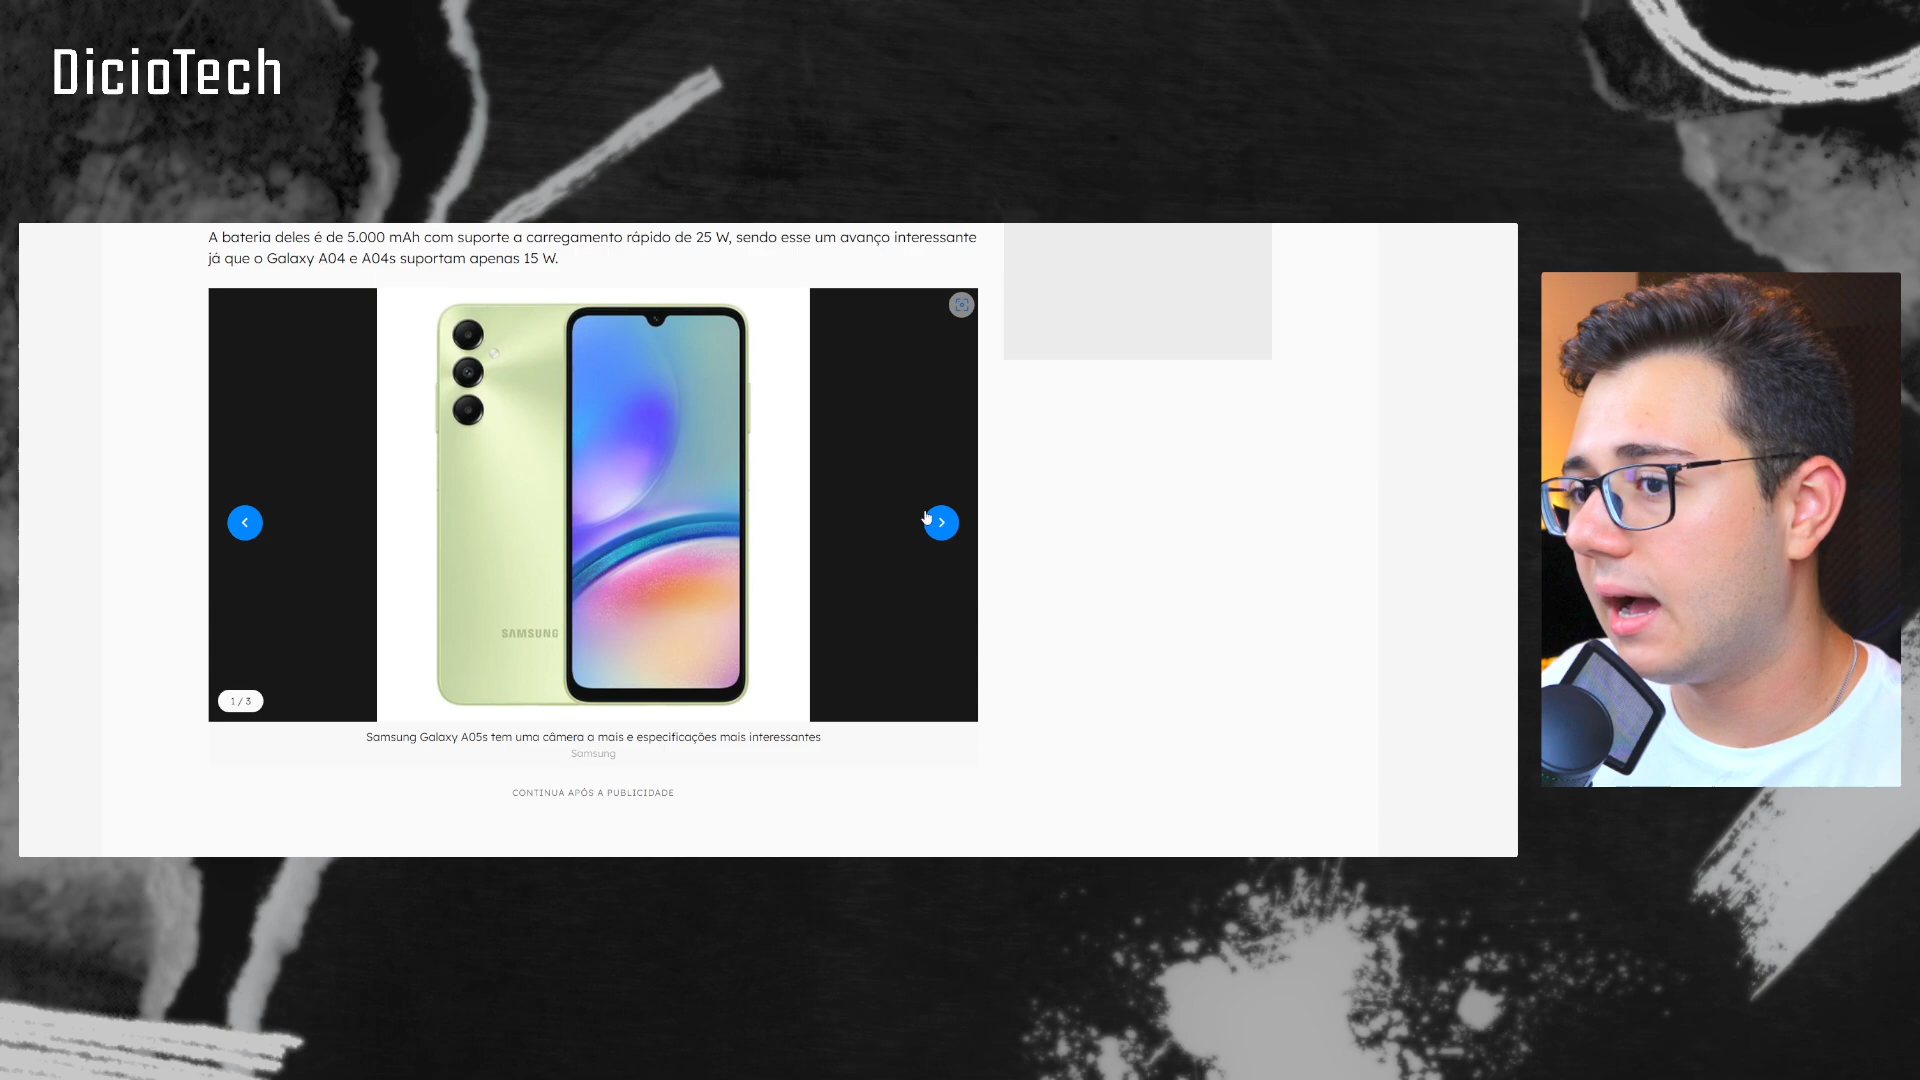 DicioTech
A bateria deles é de 5.000 mAh com suporte a carregamento rápido de 25 W, sendo esse um avanço interessante
já que o Galaxy A04 e A04s suportam apenas 15 W.
SAMSUNG
1 / 3
Samsung Galaxy A05s tem uma câmera a mais e especificações mais interessantes
Samsung
CONTINUA APÓS A PUBLICIDADE